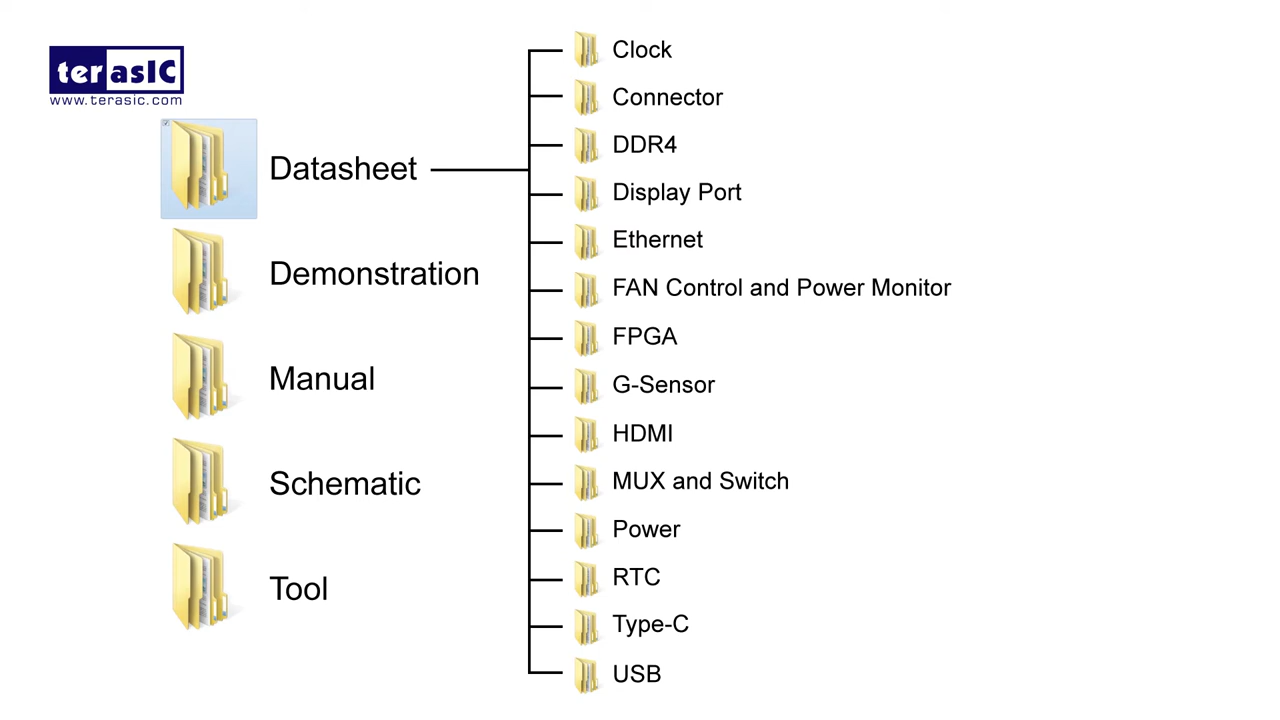 terasIC
www.terasic.com
Datasheet
Demonstration
Manual
Schematic
Tool
Clock
Connector
DDR4
Display Port
Ethernet
FAN Control and Power Monitor
FPGA
G-Sensor
HDMI
MUX and Switch
Power
RTC
Type-C
USB